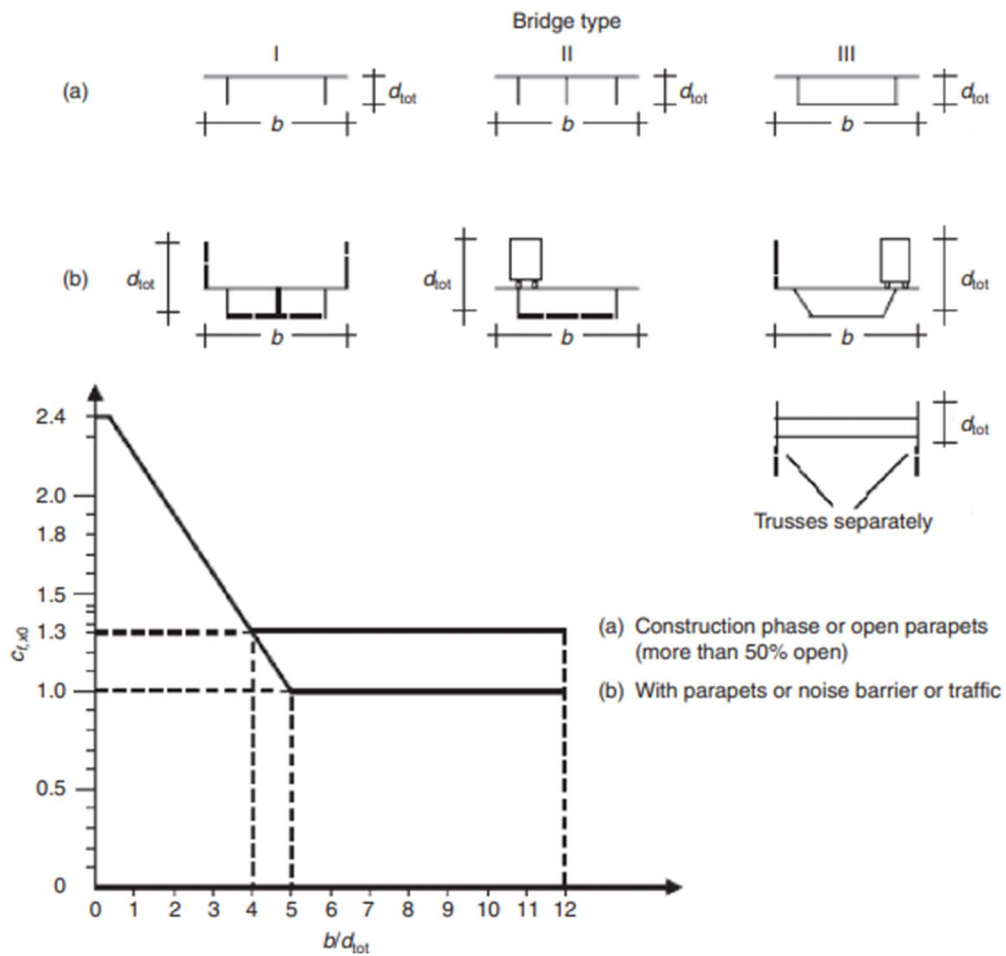 Bridge type
I II III
(a) d_tot d_tot d_tot
b b b
(b) d_tot d_tot d_tot
b b b
d_tot
Trusses separately
2.4
2.0
1.8
1.5
1.3
1.0
0.5
0
c_f,x0
(a) Construction phase or open parapets
(more than 50% open)
(b) With parapets or noise barrier or traffic
0 1 2 3 4 5 6 7 8 9 10 11 12
b/d_tot